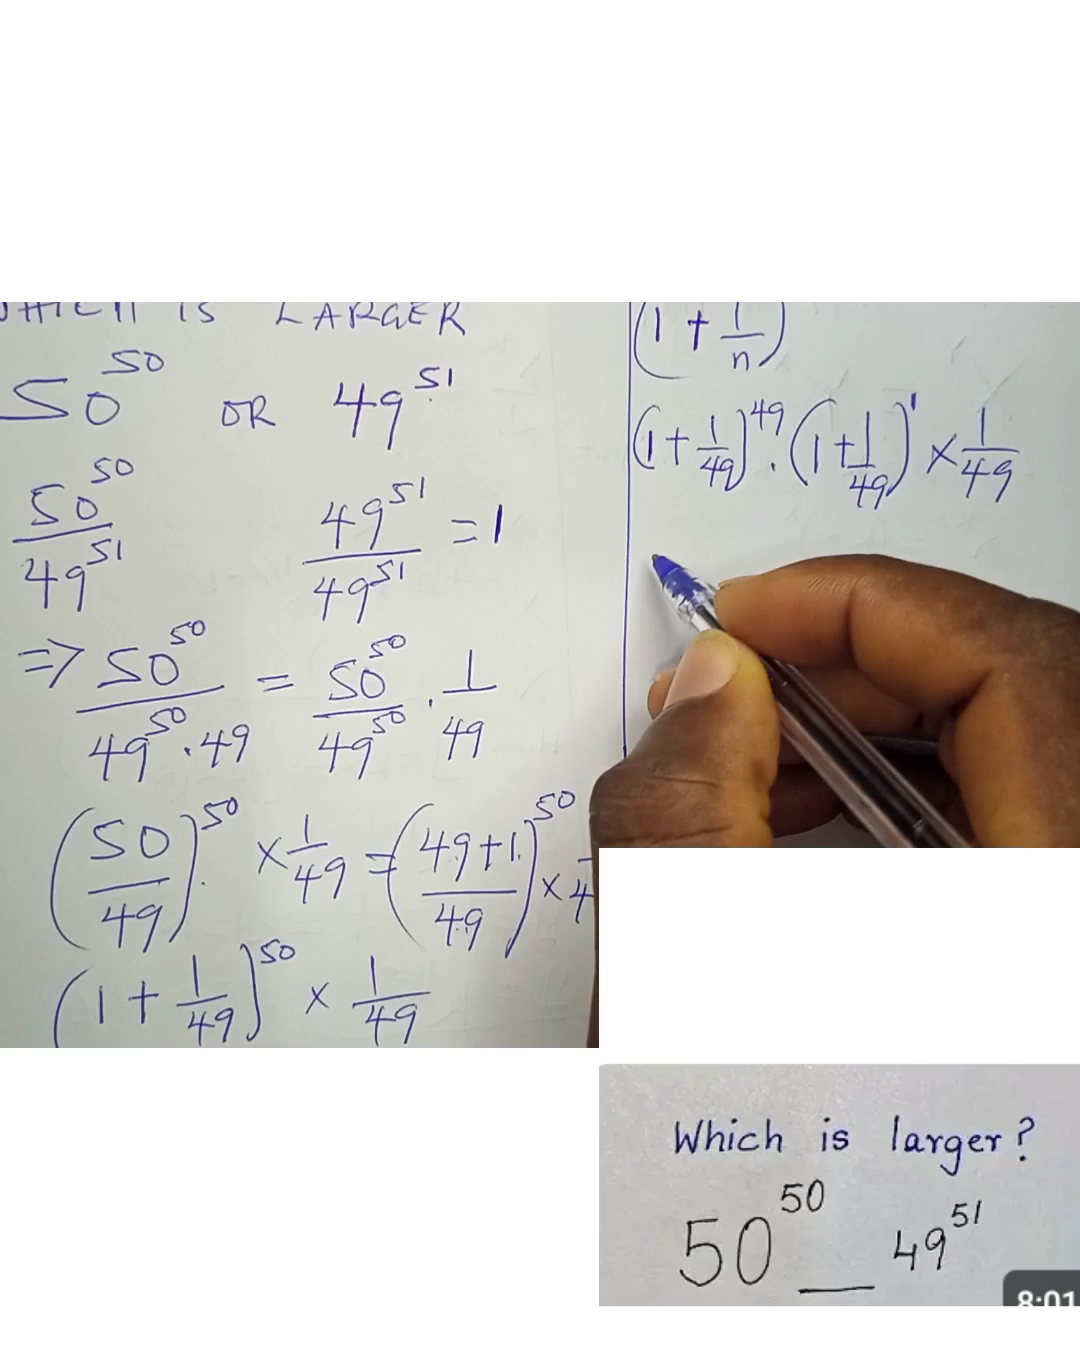 WHICH IS LARGER
50^50 OR 49^51
50^50/49^51 49^51/49^51 = 1
⇒ 50^50/(49^50 · 49) = 50^50/49^50 · 1/49
(50/49)^50 × 1/49 = ((49+1)/49)^50 ×
(1 + 1/49)^50 × 1/49
(1 + 1/n)
(1 + 1/49)^49 · (1 + 1/49)^1 × 1/49
Which is larger?
50^50 __ 49^51
8:01